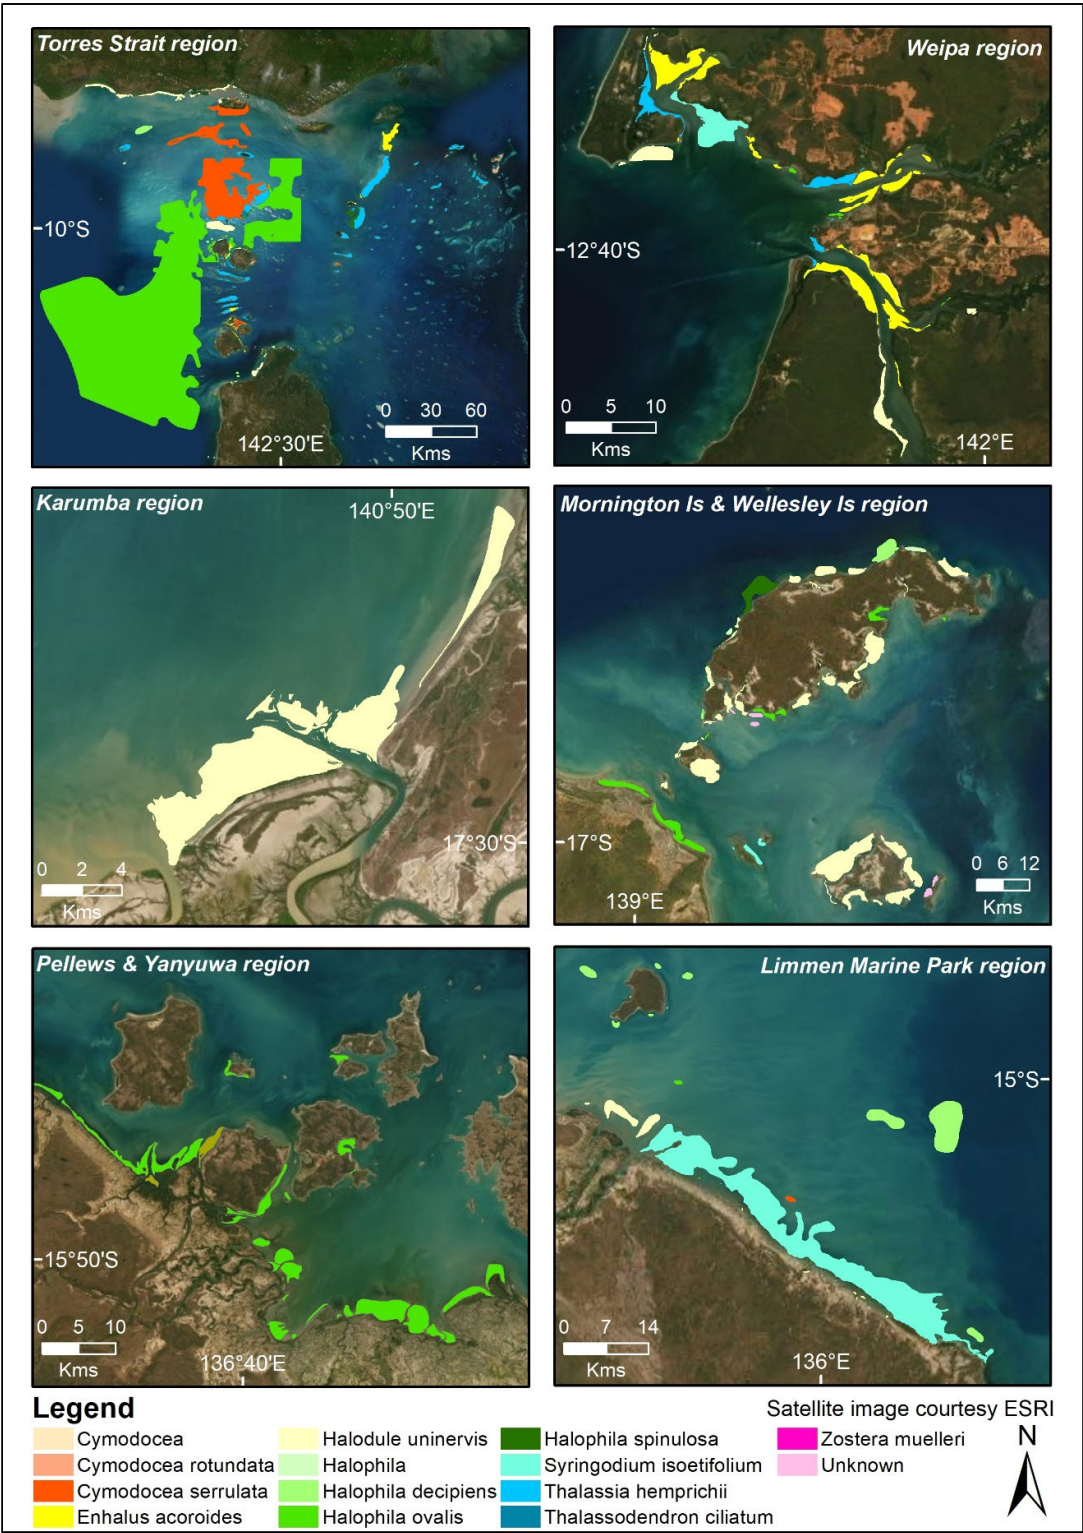 Torres Strait region
10°S
142°30'E
0 30 60
Kms
Weipa region
12°40'S
142°E
0 5 10
Kms
Karumba region
140°50'E
17°30'S
0 2 4
Kms
Mornington Is & Wellesley Is region
17°S
139°E
0 6 12
Kms
Pellews & Yanyuwa region
15°50'S
136°40'E
0 5 10
Kms
Limmen Marine Park region
15°S
136°E
0 7 14
Kms
Legend
Satellite image courtesy ESRI
Cymodocea
Cymodocea rotundata
Cymodocea serrulata
Enhalus acoroides
Halodule uninervis
Halophila
Halophila decipiens
Halophila ovalis
Halophila spinulosa
Syringodium isoetifolium
Thalassia hemprichii
Thalassodendron ciliatum
Zostera muelleri
Unknown
N